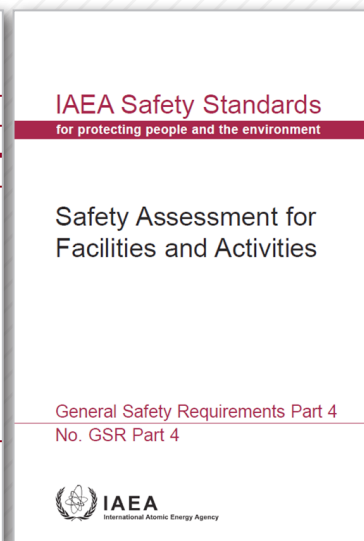 IAEA Safety Standards
for protecting people and the environment
Safety Assessment for
Facilities and Activities
General Safety Requirements Part 4
No. GSR Part 4
IAEA
International Atomic Energy Agency